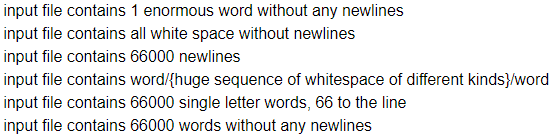 input file contains 1 enormous word without any newlines
input file contains all white space without newlines
input file contains 66000 newlines
input file contains word/{huge sequence of whitespace of different kinds}/word
input file contains 66000 single letter words, 66 to the line
input file contains 66000 words without any newlines